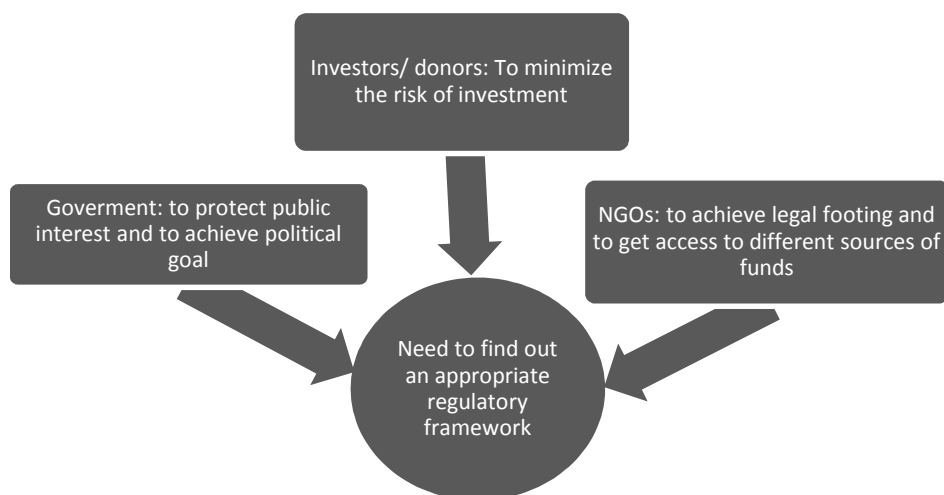 Investors/ donors: To minimize
the risk of investment
Goverment: to protect public
interest and to achieve political
goal
NGOs: to achieve legal footing and
to get access to different sources of
funds
Need to find out
an appropriate
regulatory
framework